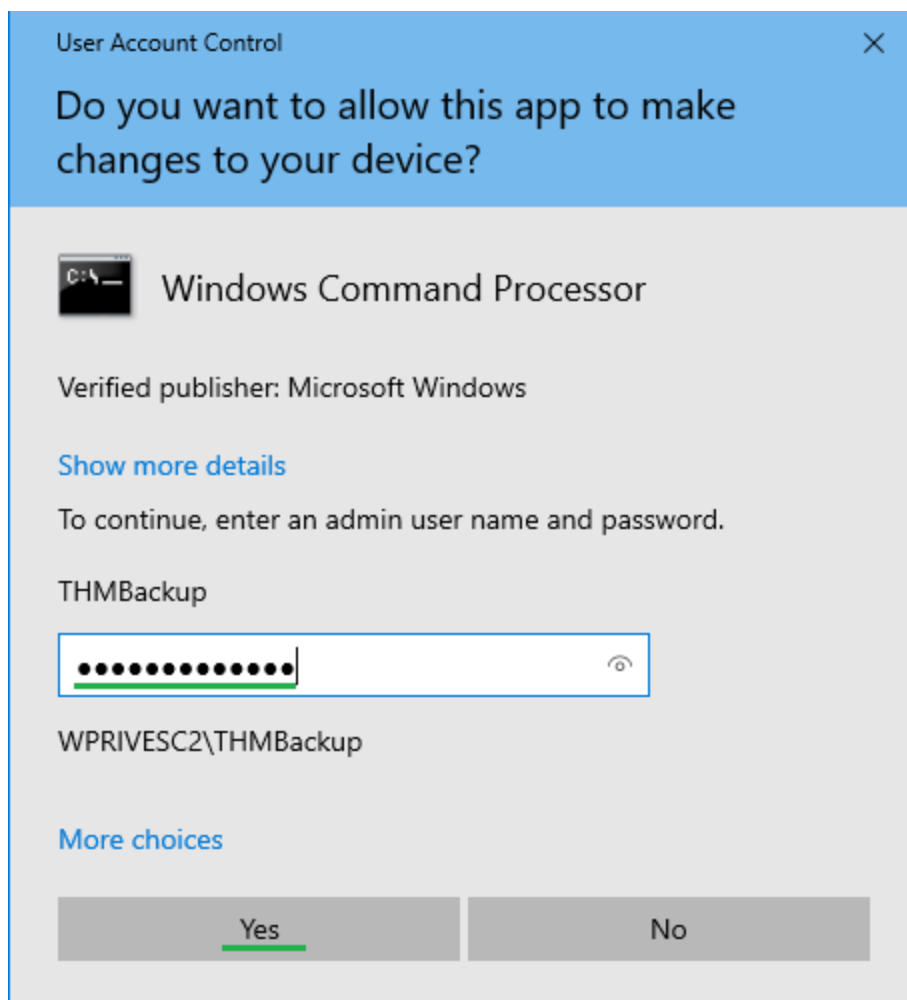 User Account Control
Do you want to allow this app to make
changes to your device?
C:\_
Windows Command Processor
Verified publisher: Microsoft Windows
Show more details
To continue, enter an admin user name and password.
THMBackup
●●●●●●●●●●●●●
WPRIVESC2\THMBackup
More choices
Yes
No